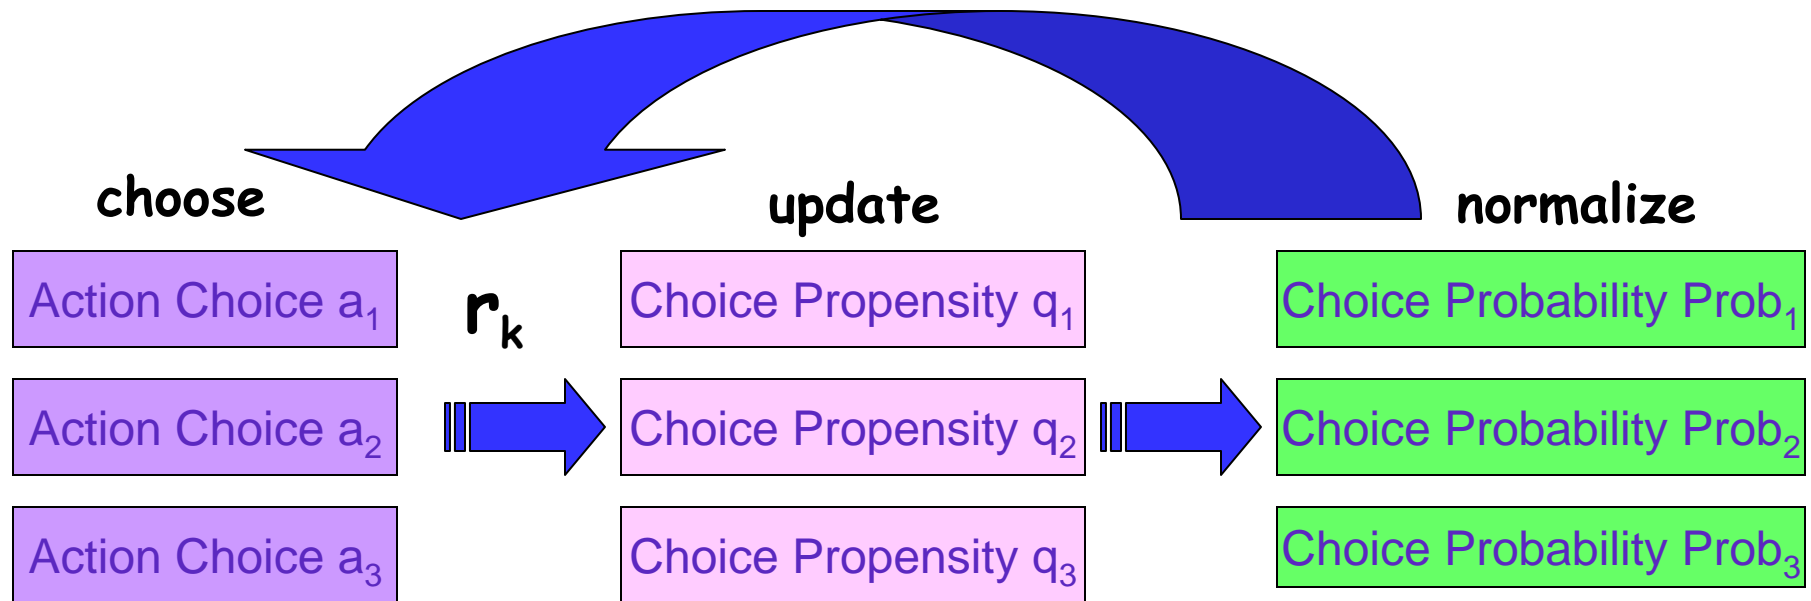 choose
update
normalize
Action Choice a₁
r_k
Choice Propensity q₁
Choice Probability Prob₁
Action Choice a₂
Choice Propensity q₂
Choice Probability Prob₂
Action Choice a₃
Choice Propensity q₃
Choice Probability Prob₃